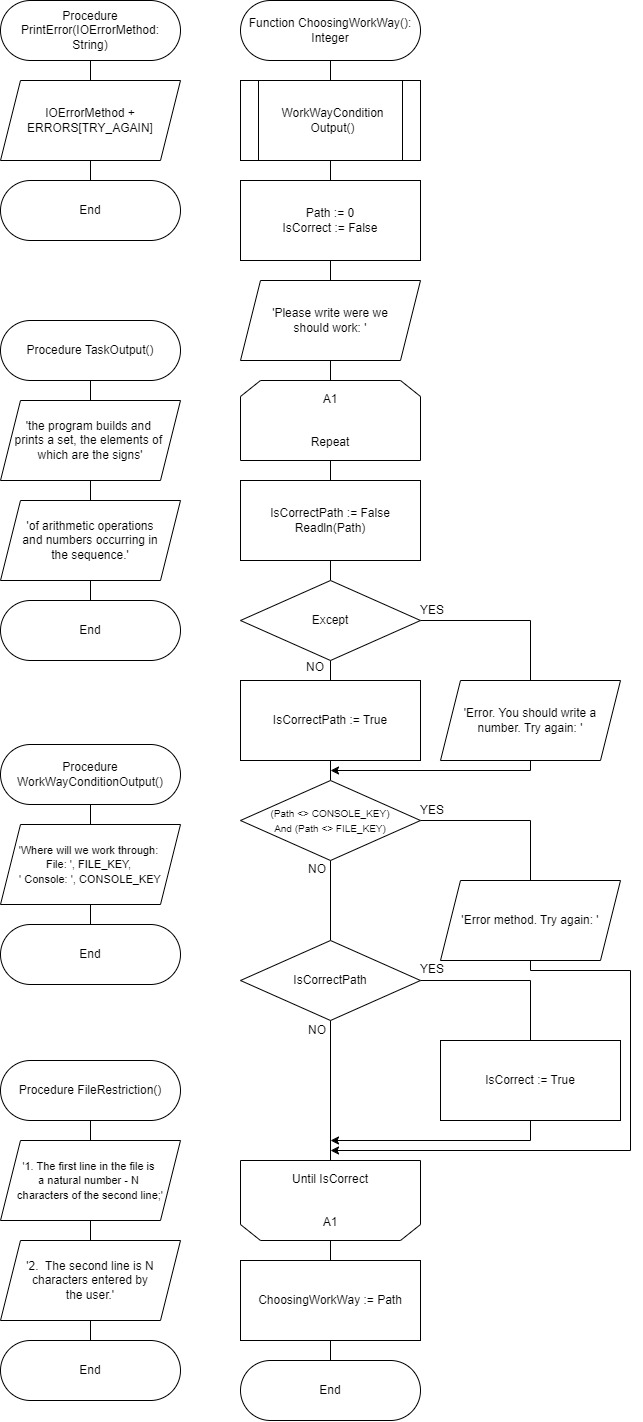 Procedure
PrintError(IOErrorMethod:
String)
IOErrorMethod +
ERRORS[TRY_AGAIN]
End
Procedure TaskOutput()
'the program builds and
prints a set, the elements of
which are the signs'
'of arithmetic operations
and numbers occurring in
the sequence.'
End
Procedure
WorkWayConditionOutput()
'Where will we work through:
File: ', FILE_KEY,
' Console: ', CONSOLE_KEY
End
Procedure FileRestriction()
'1. The first line in the file is
a natural number - N
characters of the second line;'
'2.  The second line is N
characters entered by
the user.'
End
Function ChoosingWorkWay():
Integer
WorkWayCondition
Output()
Path := 0
IsCorrect := False
'Please write were we
should work: '
A1
Repeat
IsCorrectPath := False
Readln(Path)
Except
YES
NO
IsCorrectPath := True
'Error. You should write a
number. Try again: '
(Path <> CONSOLE_KEY)
And (Path <> FILE_KEY)
YES
NO
'Error method. Try again: '
IsCorrectPath
YES
NO
IsCorrect := True
Until IsCorrect
A1
ChoosingWorkWay := Path
End